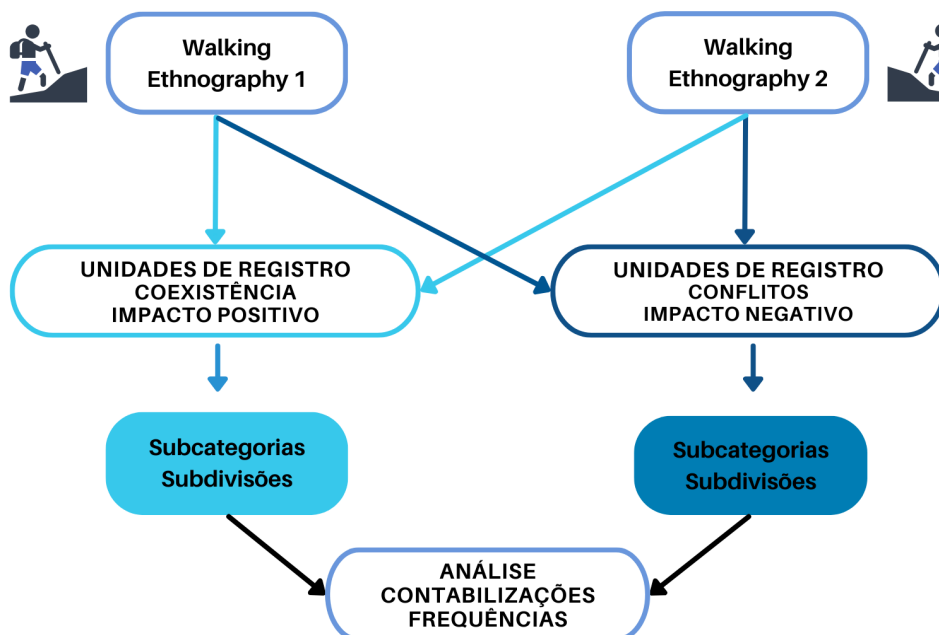 Walking
Ethnography 1
Walking
Ethnography 2
UNIDADES DE REGISTRO
COEXISTÊNCIA
IMPACTO POSITIVO
UNIDADES DE REGISTRO
CONFLITOS
IMPACTO NEGATIVO
Subcategorias
Subdivisões
Subcategorias
Subdivisões
ANÁLISE
CONTABILIZAÇÕES
FREQUÊNCIAS